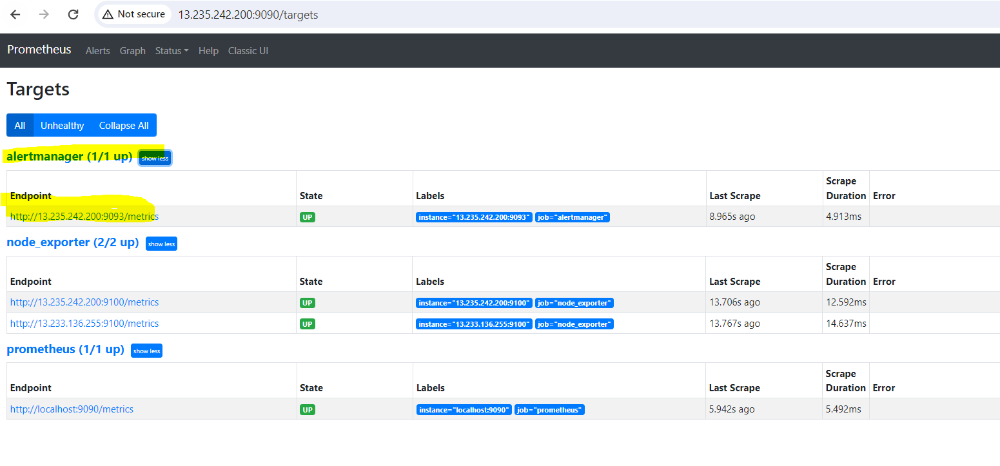 Not secure 13.235.242.200:9090/targets
Prometheus Alerts Graph Status Help Classic UI
Targets
All Unhealthy Collapse All
alertmanager (1/1 up) show less
Endpoint State Labels Last Scrape Scrape Duration Error
http://13.235.242.200:9093/metrics UP instance="13.235.242.200:9093" job="alertmanager" 8.965s ago 4.913ms
node_exporter (2/2 up) show less
Endpoint State Labels Last Scrape Scrape Duration Error
http://13.235.242.200:9100/metrics UP instance="13.235.242.200:9100" job="node_exporter" 13.706s ago 12.592ms
http://13.233.136.255:9100/metrics UP instance="13.233.136.255:9100" job="node_exporter" 13.767s ago 14.637ms
prometheus (1/1 up) show less
Endpoint State Labels Last Scrape Scrape Duration Error
http://localhost:9090/metrics UP instance="localhost:9090" job="prometheus" 5.942s ago 5.492ms